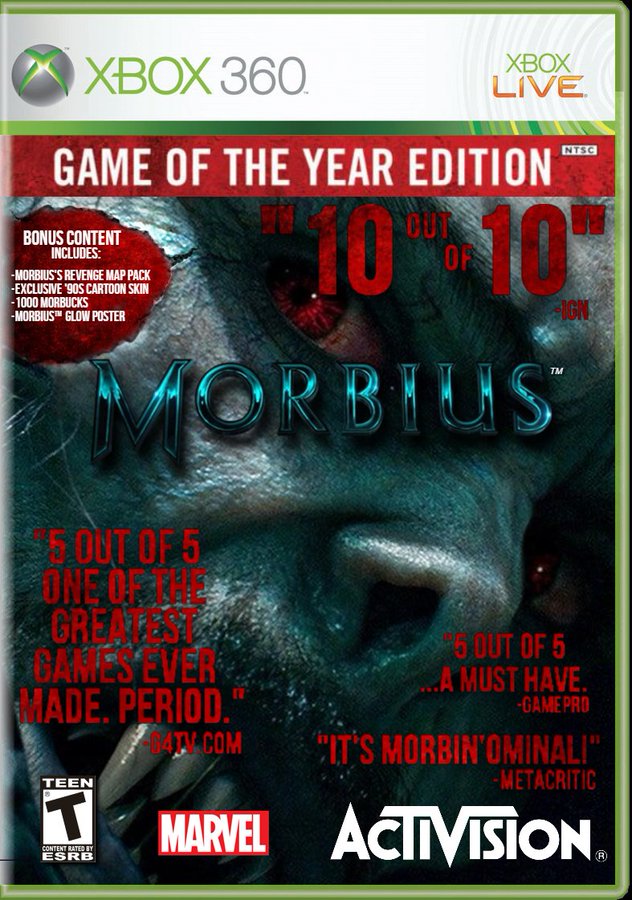 XBOX 360
XBOX
LIVE
NTSC
GAME OF THE YEAR EDITION
BONUS CONTENT
INCLUDES:
-MORBIUS'S REVENGE MAP PACK
-EXCLUSIVE '90S CARTOON SKIN
-1000 MORBUCKS
-MORBIUS™ GLOW POSTER
"10 OUT OF 10"
-IGN
MORBIUS™
"5 OUT OF 5
ONE OF THE
GREATEST
GAMES EVER
MADE. PERIOD."
-G4TV.COM
"5 OUT OF 5
...A MUST HAVE.
-GAMEPRO
"IT'S MORBIN'OMINAL!"
-METACRITIC
TEEN
T
CONTENT RATED BY
ESRB
MARVEL
ACTIVISION®